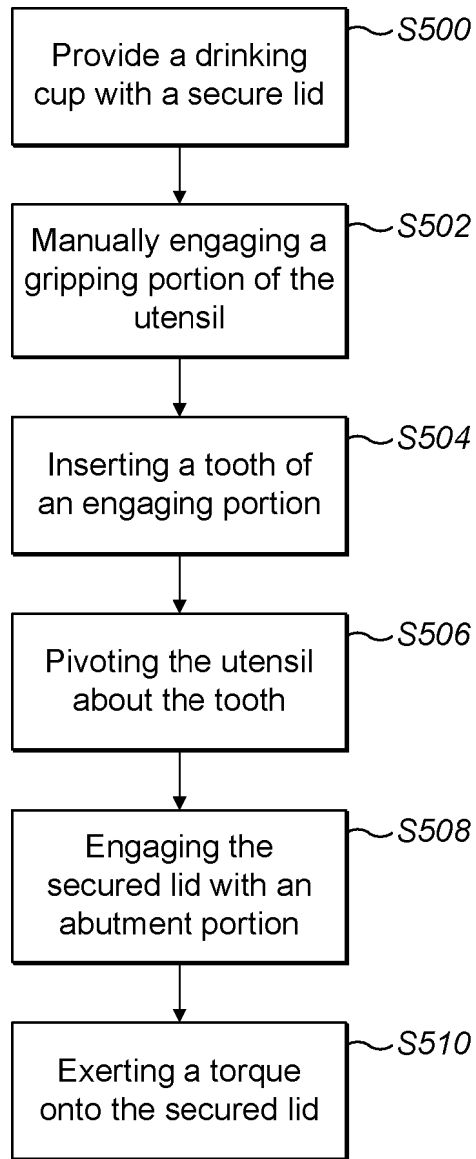 S500
Provide a drinking
cup with a secure lid
S502
Manually engaging a
gripping portion of the
utensil
S504
Inserting a tooth of
an engaging portion
S506
Pivoting the utensil
about the tooth
S508
Engaging the
secured lid with an
abutment portion
S510
Exerting a torque
onto the secured lid